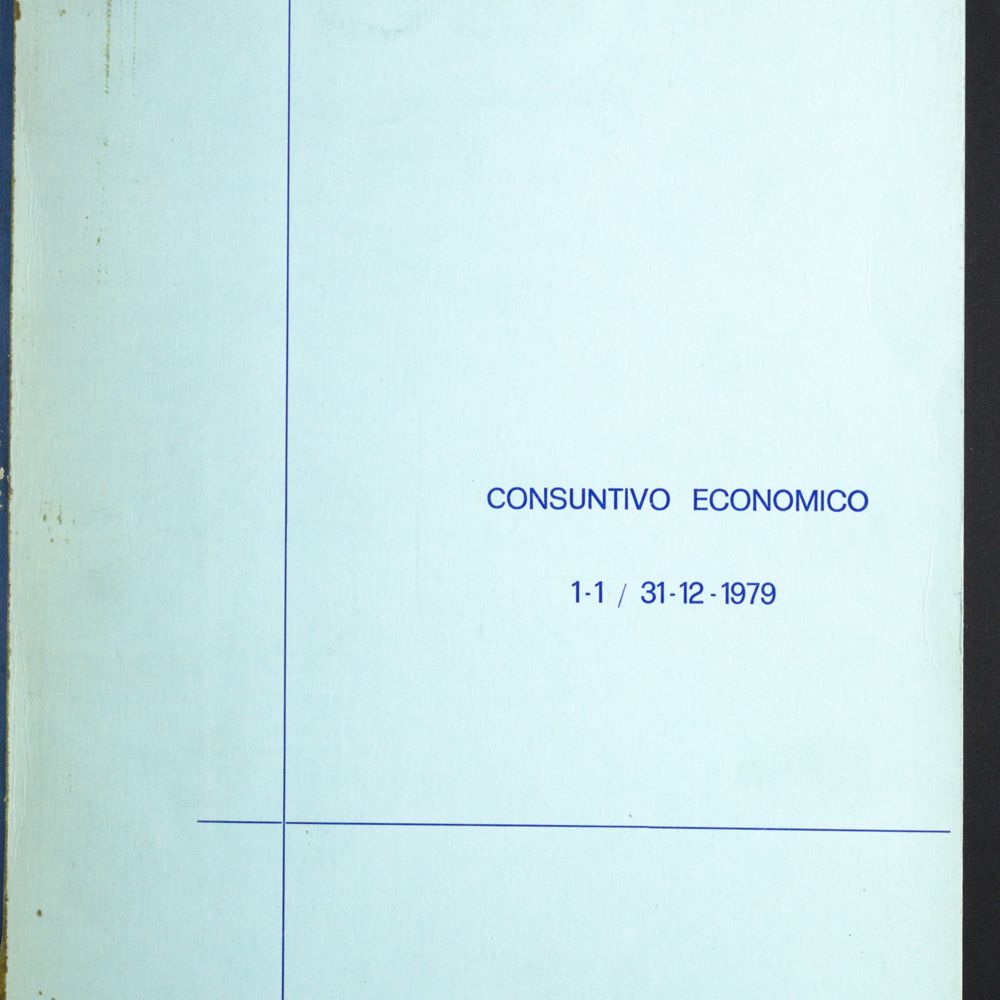 CONSUNTIVO ECONOMICO
1-1 / 31-12-1979